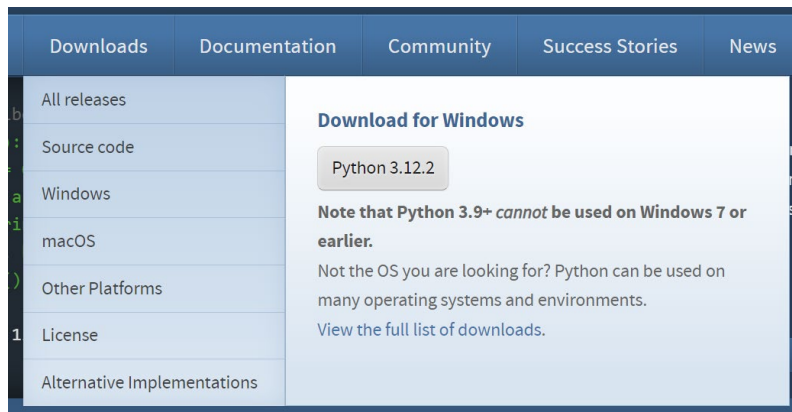 Downloads
Documentation
Community
Success Stories
News
All releases
Source code
Windows
macOS
Other Platforms
License
Alternative Implementations
Download for Windows
Python 3.12.2
Note that Python 3.9+ cannot be used on Windows 7 or
earlier.
Not the OS you are looking for? Python can be used on
many operating systems and environments.
View the full list of downloads.
1